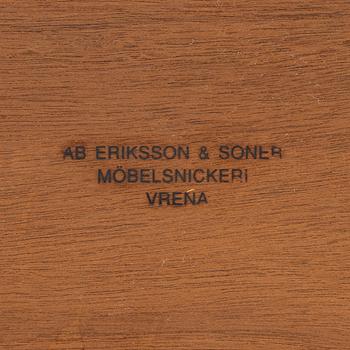 AB ERIKSSON & SONER
MÖBELSNICKERI
VRENA